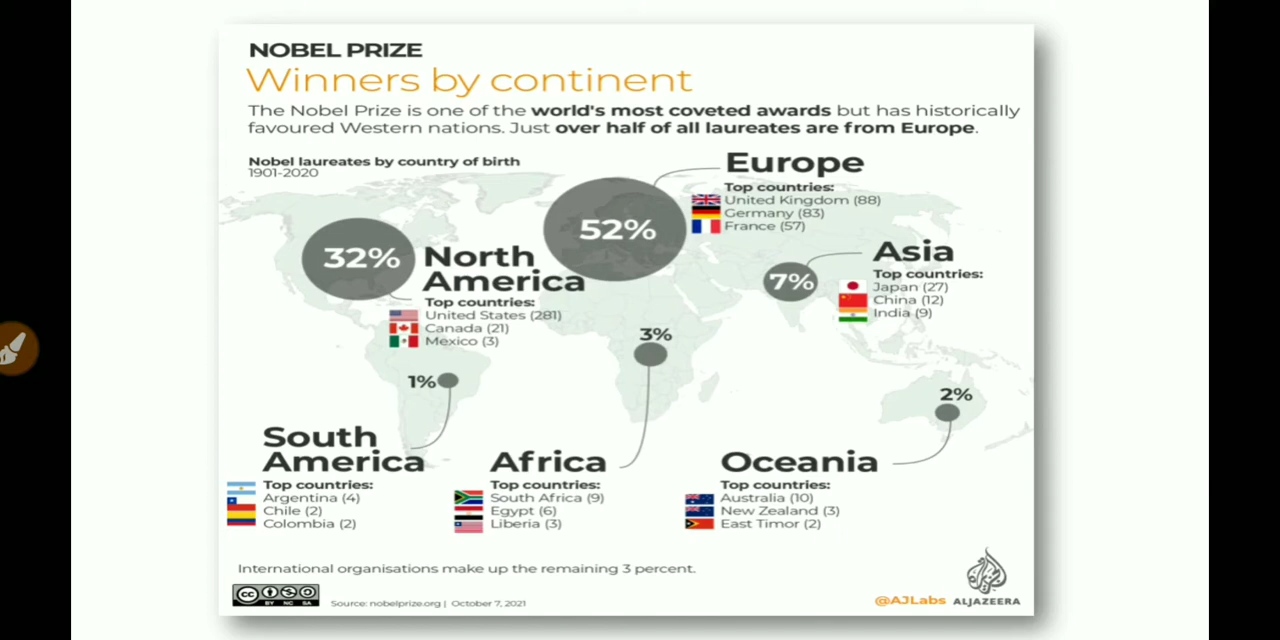 NOBEL PRIZE
Winners by continent
The Nobel Prize is one of the world's most coveted awards but has historically
favoured Western nations. Just over half of all laureates are from Europe.
Nobel laureates by country of birth
1901-2020
Europe
Top countries:
United Kingdom (88)
Germany (83)
France (57)
52%
32%
North
America
Top countries:
United States (281)
Canada (21)
Mexico (3)
Asia
7%
Top countries:
Japan (27)
China (12)
India (9)
3%
1%
2%
South
America
Top countries:
Argentina (4)
Chile (2)
Colombia (2)
Africa
Top countries:
South Africa (9)
Egypt (6)
Liberia (3)
Oceania
Top countries:
Australia (10)
New Zealand (3)
East Timor (2)
International organisations make up the remaining 3 percent.
cc
BY NC SA
Source: nobelprize.org | October 7, 2021
@AJLabs
الجزيرة
ALJAZEERA